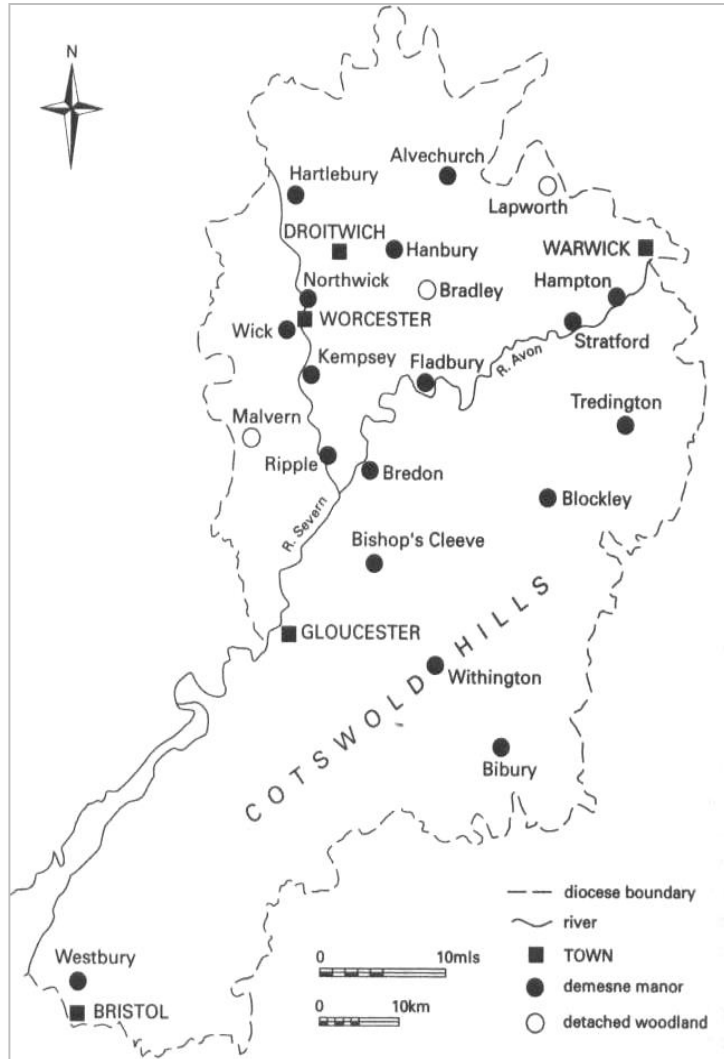 N
Alvechurch
Hartlebury
Lapworth
DROITWICH
Hanbury
WARWICK
Northwick
Bradley
Hampton
WORCESTER
Wick
Stratford
Kempsey
Fladbury
R. Avon
Tredington
Malvern
Ripple
Bredon
Blockley
R. Severn
Bishop's Cleeve
GLOUCESTER
COTSWOLD HILLS
Withington
Bibury
diocese boundary
river
Westbury
0 10mls
TOWN
demesne manor
BRISTOL
0 10km
detached woodland